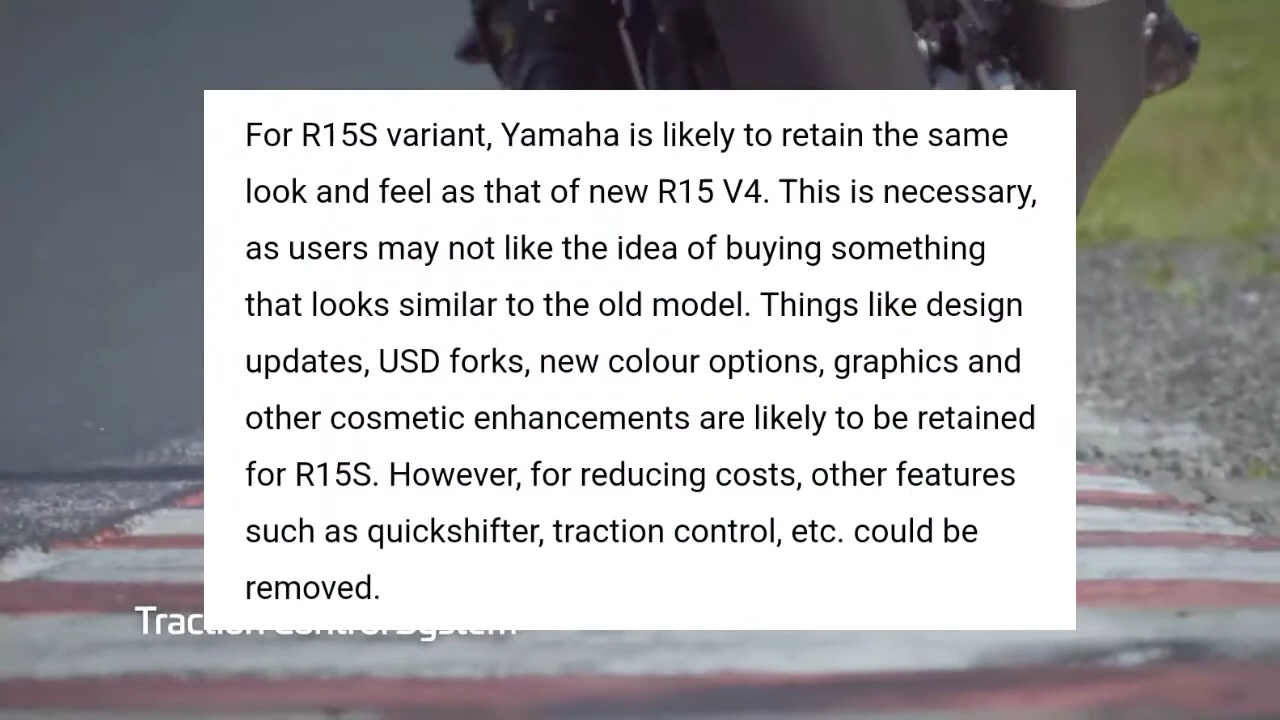 For R15S variant, Yamaha is likely to retain the same
look and feel as that of new R15 V4. This is necessary,
as users may not like the idea of buying something
that looks similar to the old model. Things like design
updates, USD forks, new colour options, graphics and
other cosmetic enhancements are likely to be retained
for R15S. However, for reducing costs, other features
such as quickshifter, traction control, etc. could be
removed.
Traction Control System